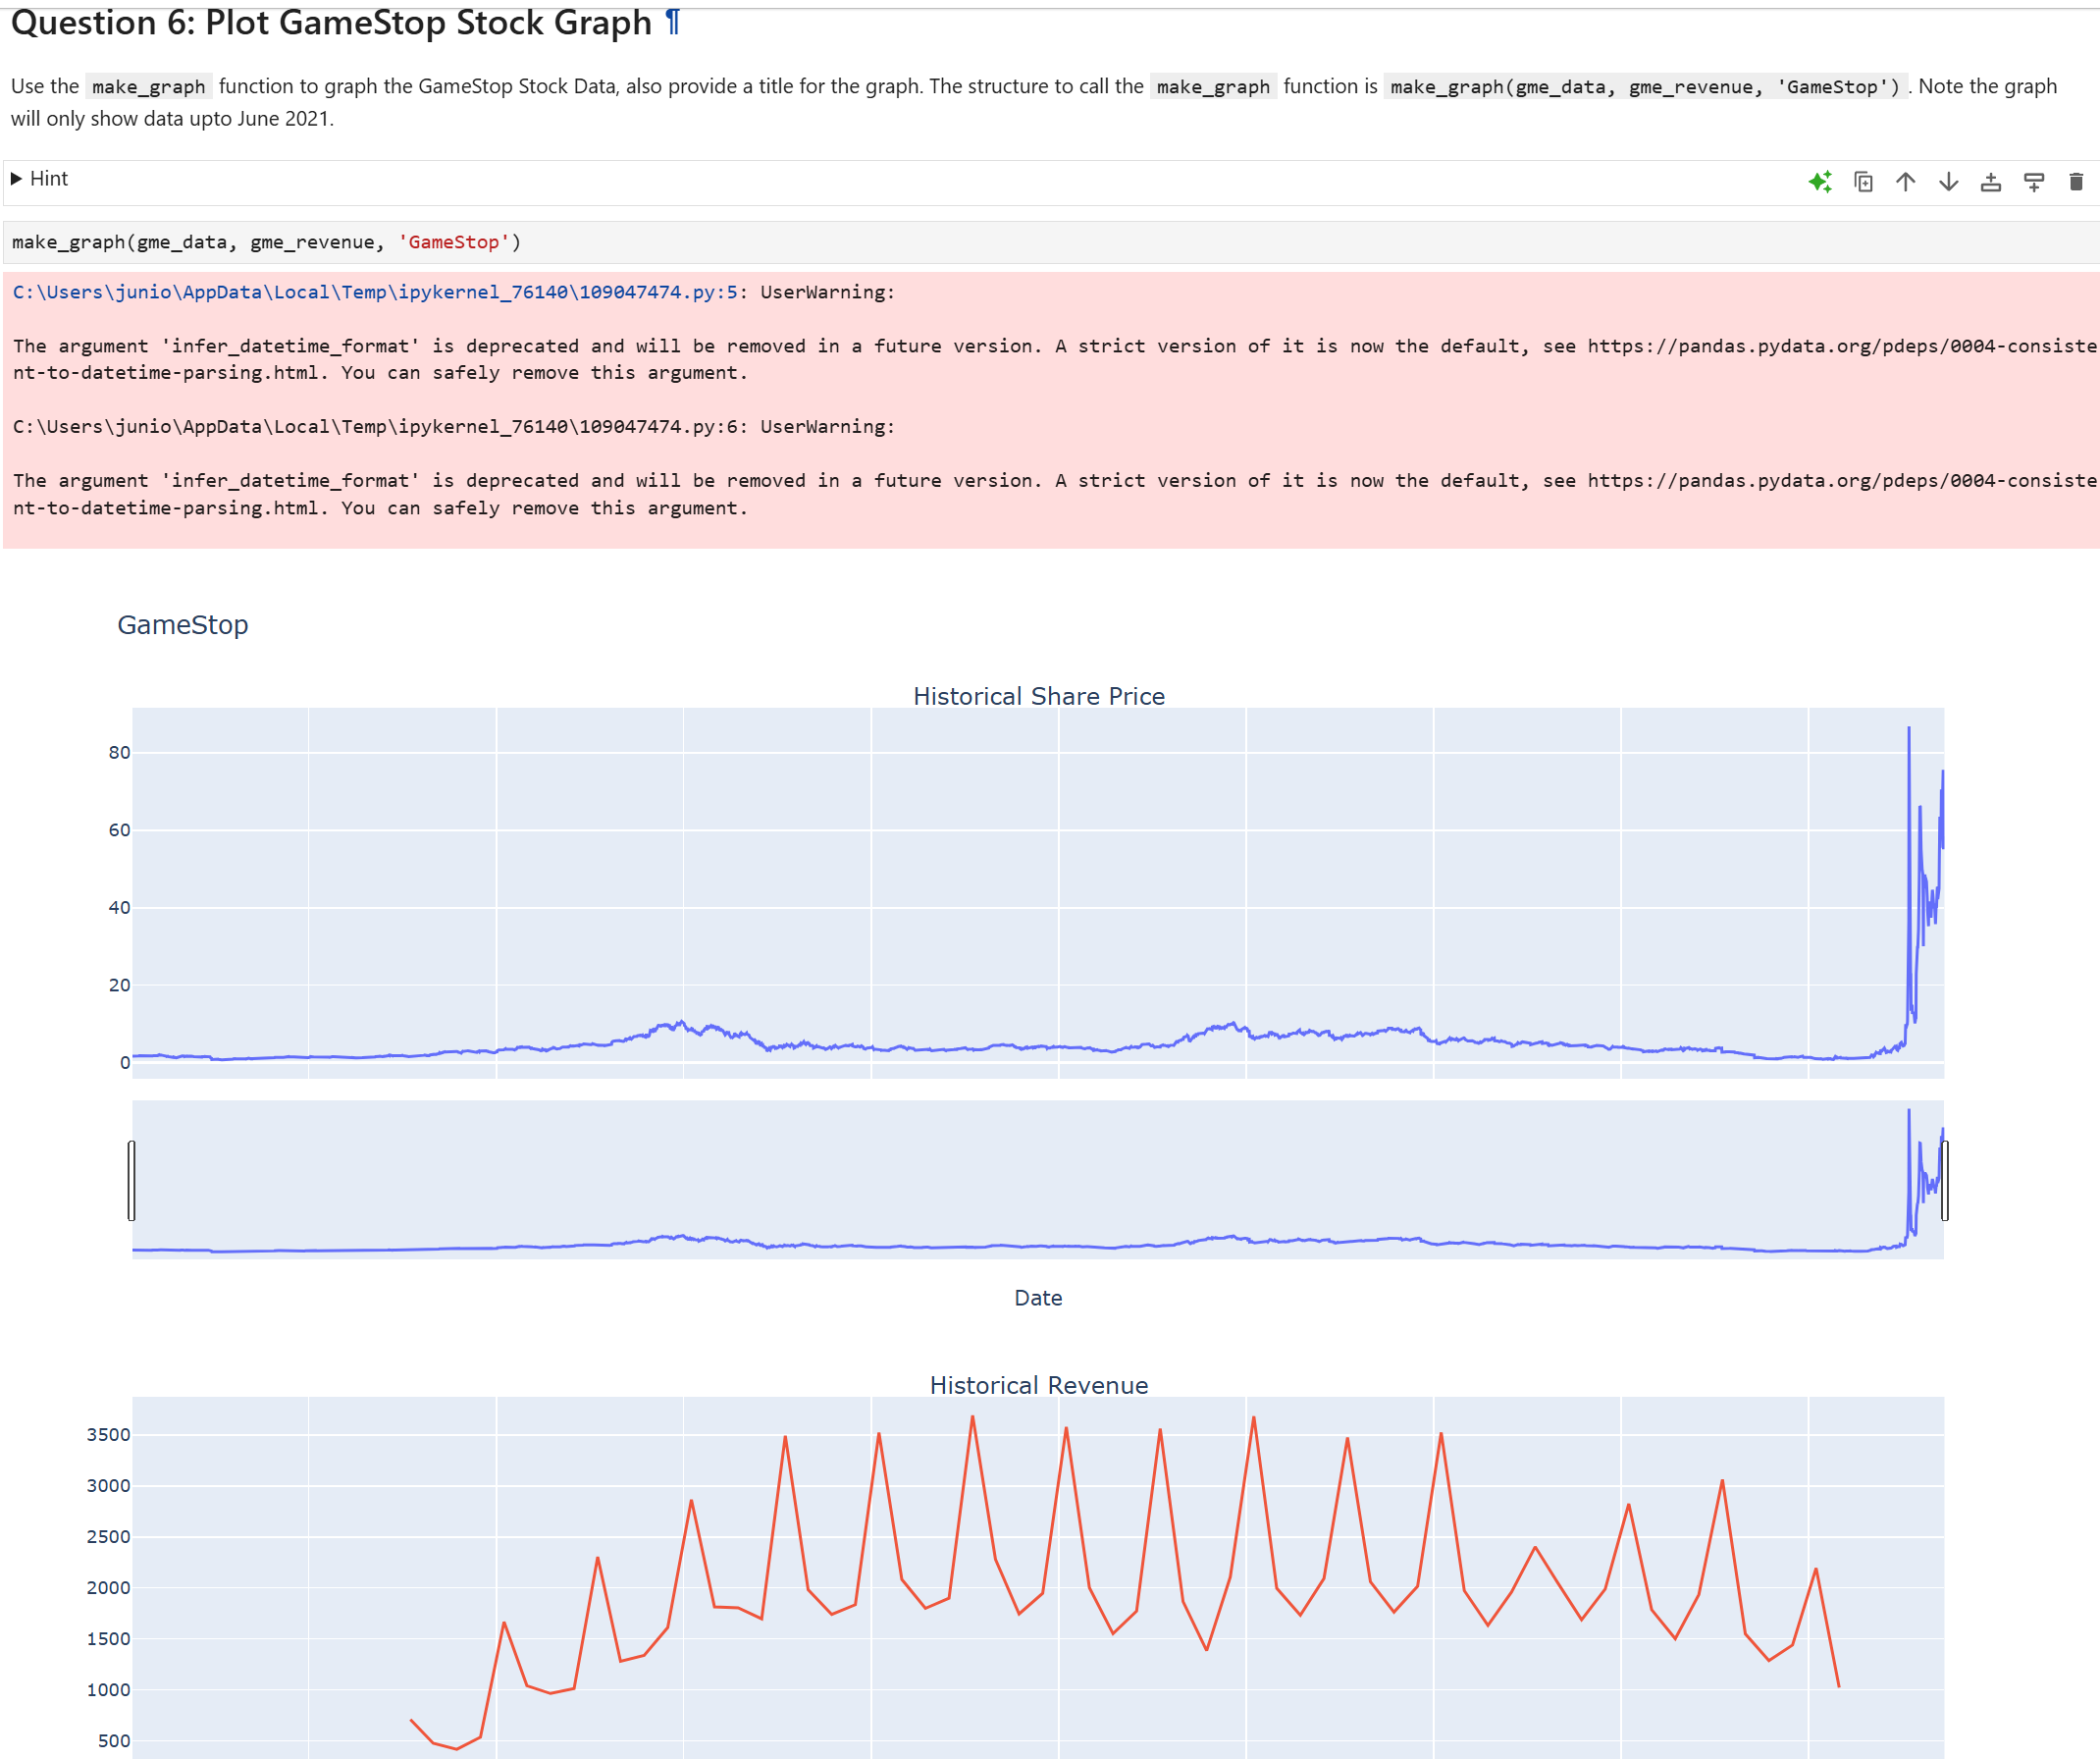 Question 6: Plot GameStop Stock Graph ¶
Use the make_graph function to graph the GameStop Stock Data, also provide a title for the graph. The structure to call the make_graph function is make_graph(gme_data, gme_revenue, 'GameStop') . Note the graph
will only show data upto June 2021.
Hint
make_graph(gme_data, gme_revenue, 'GameStop')
C:\Users\junio\AppData\Local\Temp\ipykernel_76140\109047474.py:5: UserWarning:
The argument 'infer_datetime_format' is deprecated and will be removed in a future version. A strict version of it is now the default, see https://pandas.pydata.org/pdeps/0004-consiste
nt-to-datetime-parsing.html. You can safely remove this argument.
C:\Users\junio\AppData\Local\Temp\ipykernel_76140\109047474.py:6: UserWarning:
The argument 'infer_datetime_format' is deprecated and will be removed in a future version. A strict version of it is now the default, see https://pandas.pydata.org/pdeps/0004-consiste
nt-to-datetime-parsing.html. You can safely remove this argument.
GameStop
Historical Share Price
80
60
40
20
0
Date
Historical Revenue
3500
3000
2500
2000
1500
1000
500